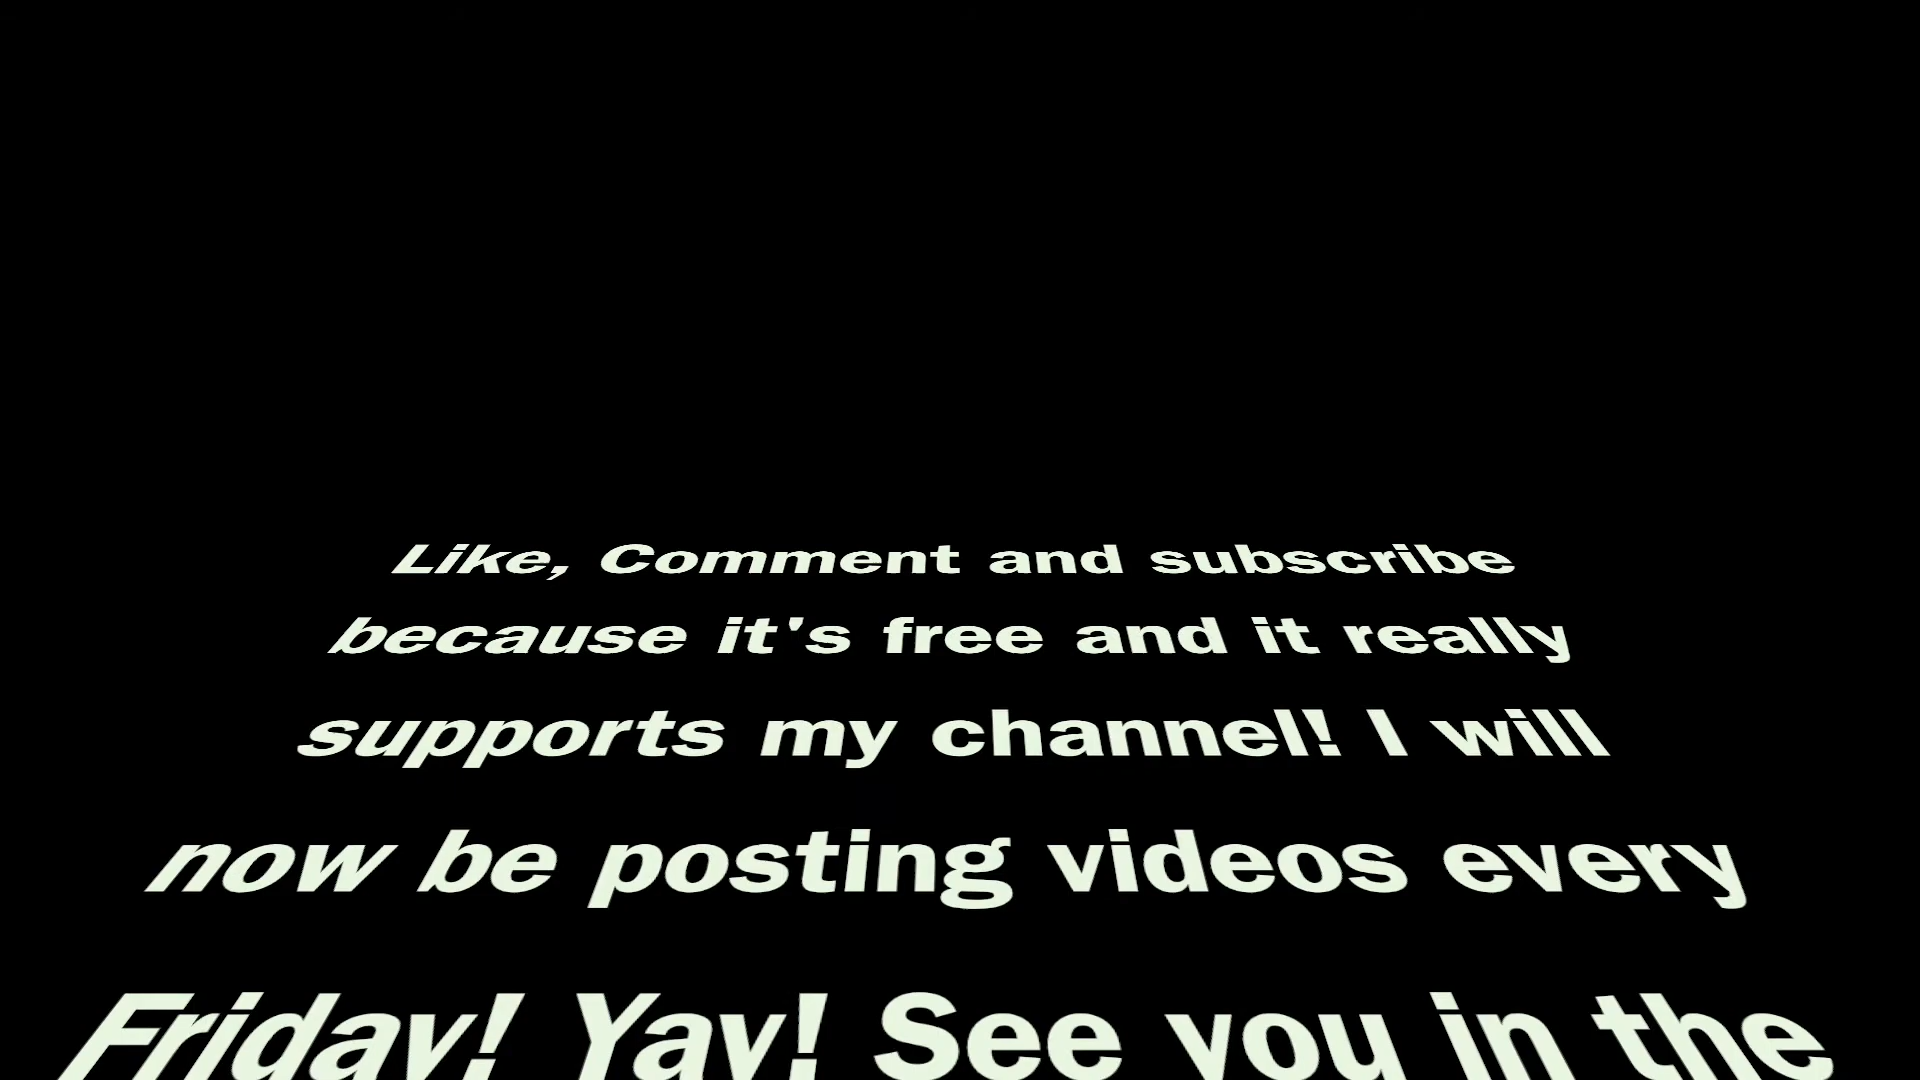 Like, Comment and subscribe
because it's free and it really
supports my channel! I will
now be posting videos every
Friday! Yay! See you in the